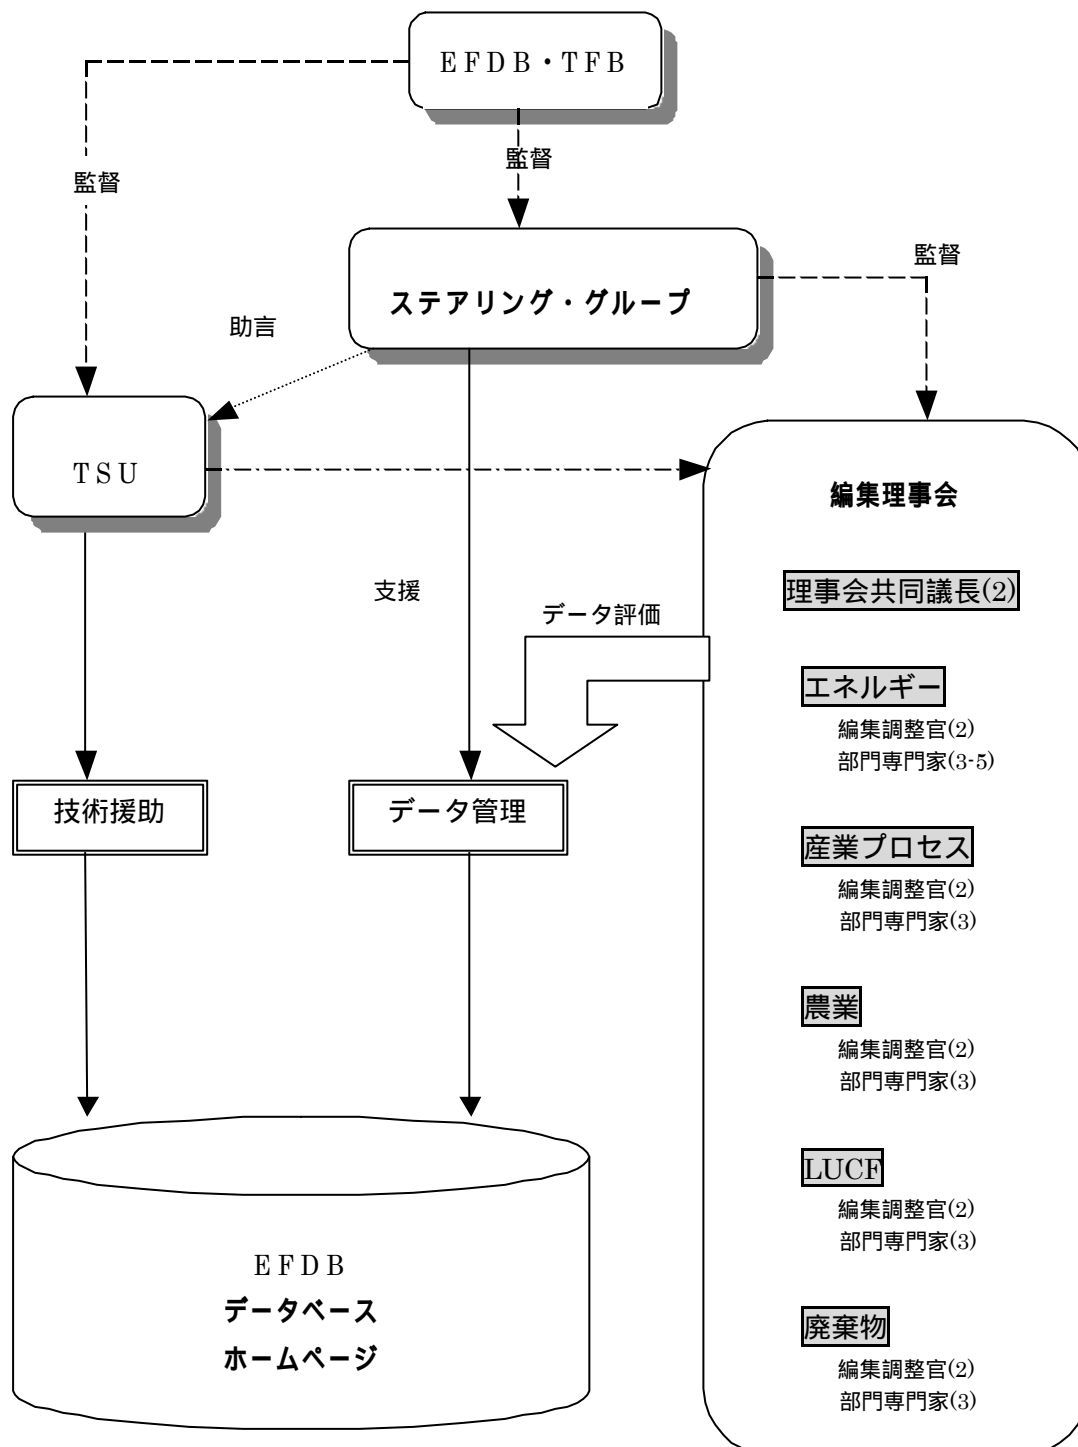 EFDB・TFB
監督
監督
ステアリング・グループ
監督
助言
TSU
編集理事会
支援
データ評価
理事会共同議長(2)
エネルギー
編集調整官(2)
部門専門家(3-5)
技術援助
データ管理
産業プロセス
編集調整官(2)
部門専門家(3)
農業
編集調整官(2)
部門専門家(3)
LUCF
編集調整官(2)
部門専門家(3)
EFDB
データベース
ホームページ
廃棄物
編集調整官(2)
部門専門家(3)